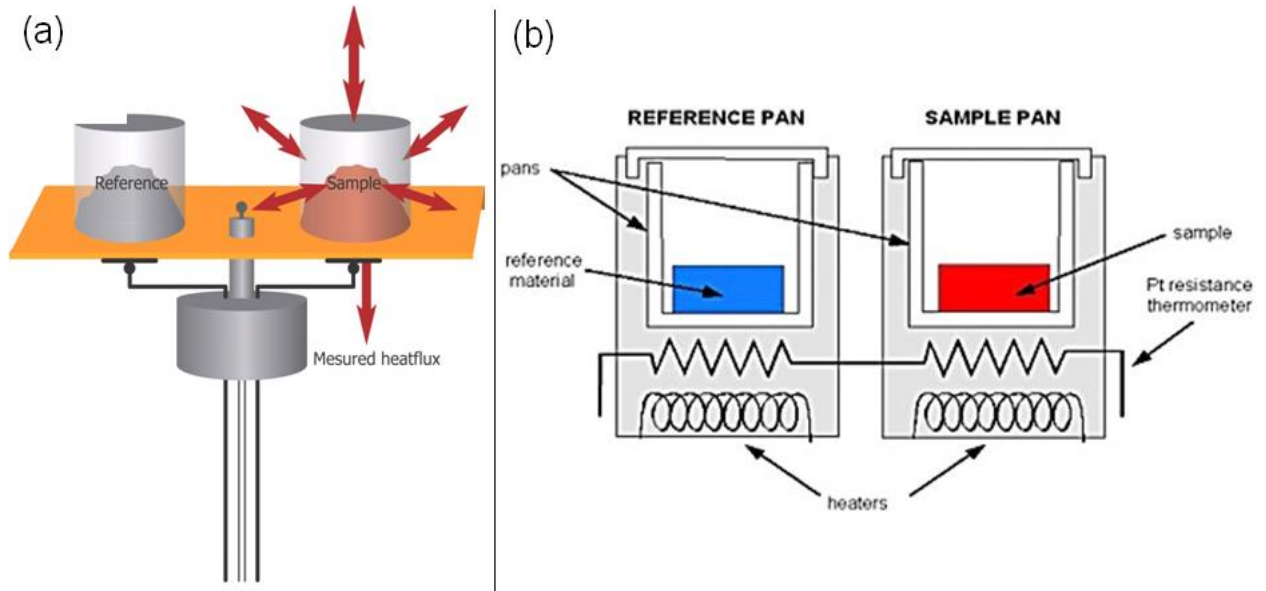 (a)
Reference
Sample
Mesured heatflux
(b)
REFERENCE PAN
SAMPLE PAN
pans
reference
material
sample
Pt resistance
thermometer
heaters